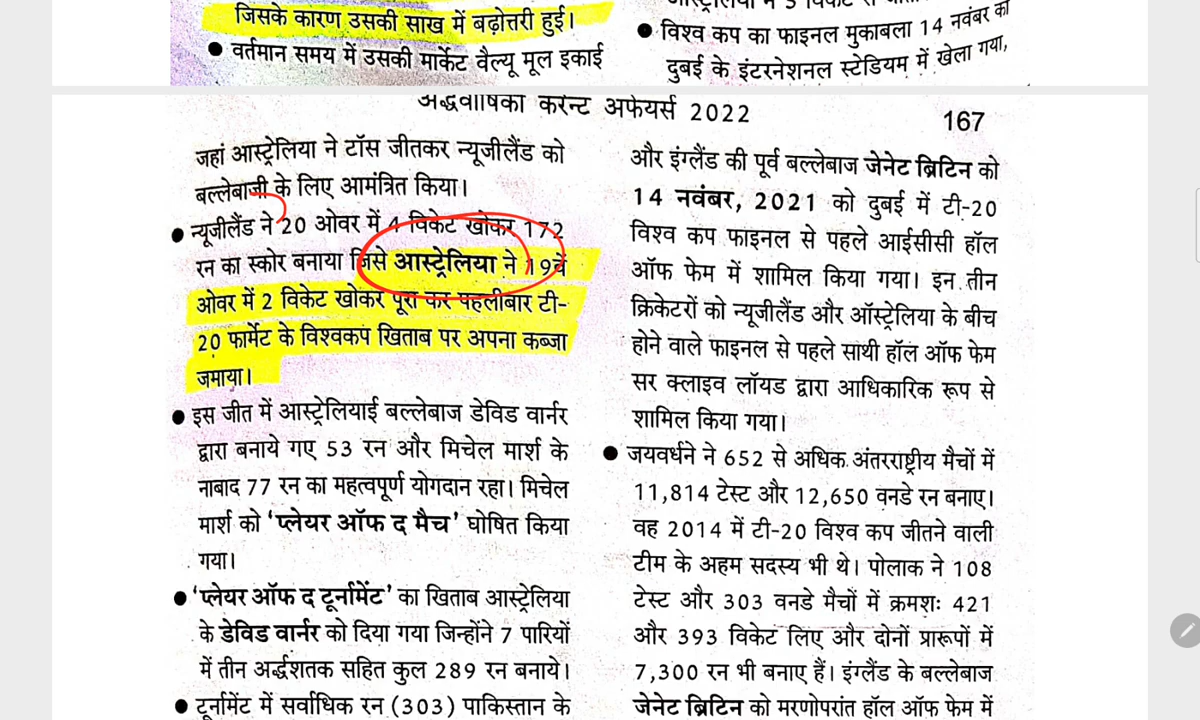 जिसके कारण उसकी साख में बढ़ोत्तरी हुई।
● वर्तमान समय में उसकी मार्केट वैल्यू मूल इकाई
● विश्व कप का फाइनल मुकाबला 14 नवंबर को
दुबई के इंटरनेशनल स्टेडियम में खेला गया,
अर्द्धवार्षिकी करेन्ट अफेयर्स 2022
167
जहां आस्ट्रेलिया ने टॉस जीतकर न्यूजीलैंड को
बल्लेबाजी के लिए आमंत्रित किया।
● न्यूजीलैंड ने 20 ओवर में 4 विकेट खोकर 172
रन का स्कोर बनाया जिसे आस्ट्रेलिया ने 19वें
ओवर में 2 विकेट खोकर पूरा कर पहलीबार टी-
20 फार्मेट के विश्वकप खिताब पर अपना कब्जा
जमाया।
● इस जीत में आस्ट्रेलियाई बल्लेबाज डेविड वार्नर
द्वारा बनाये गए 53 रन और मिचेल मार्श के
नाबाद 77 रन का महत्वपूर्ण योगदान रहा। मिचेल
मार्श को 'प्लेयर ऑफ द मैच' घोषित किया
गया।
● 'प्लेयर ऑफ द टूर्नामेंट' का खिताब आस्ट्रेलिया
के डेविड वार्नर को दिया गया जिन्होंने 7 पारियों
में तीन अर्द्धशतक सहित कुल 289 रन बनाये।
● टूर्नामेंट में सर्वाधिक रन (303) पाकिस्तान के
और इंग्लैंड की पूर्व बल्लेबाज जेनेट ब्रिटिन को
14 नवंबर, 2021 को दुबई में टी-20
विश्व कप फाइनल से पहले आईसीसी हॉल
ऑफ फेम में शामिल किया गया। इन तीन
क्रिकेटरों को न्यूजीलैंड और ऑस्ट्रेलिया के बीच
होने वाले फाइनल से पहले साथी हॉल ऑफ फेम
सर क्लाइव लॉयड द्वारा आधिकारिक रूप से
शामिल किया गया।
● जयवर्धने ने 652 से अधिक अंतरराष्ट्रीय मैचों में
11,814 टेस्ट और 12,650 वनडे रन बनाए।
वह 2014 में टी-20 विश्व कप जीतने वाली
टीम के अहम सदस्य भी थे। पोलाक ने 108
टेस्ट और 303 वनडे मैचों में क्रमशः 421
और 393 विकेट लिए और दोनों प्रारूपों में
7,300 रन भी बनाए हैं। इंग्लैंड के बल्लेबाज
जेनेट ब्रिटिन को मरणोपरांत हॉल ऑफ फेम में